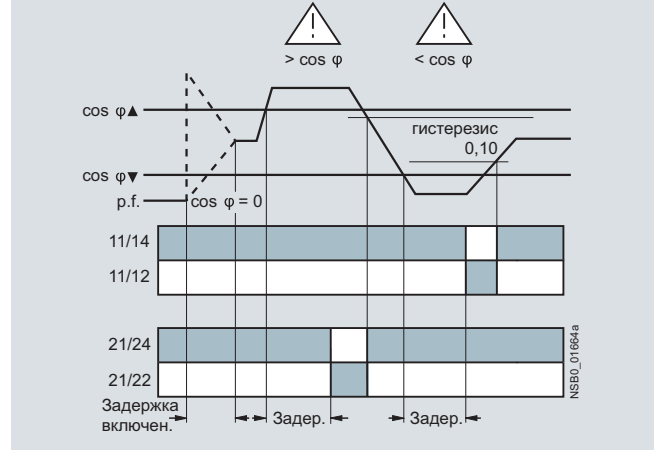 > cos φ
< cos φ
cos φ▲
гистерезис
0,10
cos φ▼
p.f.
cos φ = 0
11/14
11/12
21/24
21/22
NSB0_01664a
Задержка
включен.
Задер.
Задер.